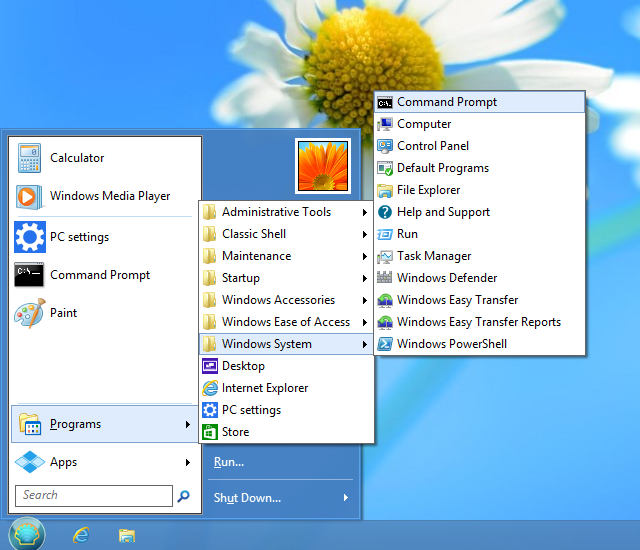 Calculator
Windows Media Player
PC settings
Command Prompt
Paint
Programs
Apps
Search
Run...
Shut Down...
Administrative Tools
Classic Shell
Maintenance
Startup
Windows Accessories
Windows Ease of Access
Windows System
Desktop
Internet Explorer
PC settings
Store
Command Prompt
Computer
Control Panel
Default Programs
File Explorer
Help and Support
Run
Task Manager
Windows Defender
Windows Easy Transfer
Windows Easy Transfer Reports
Windows PowerShell